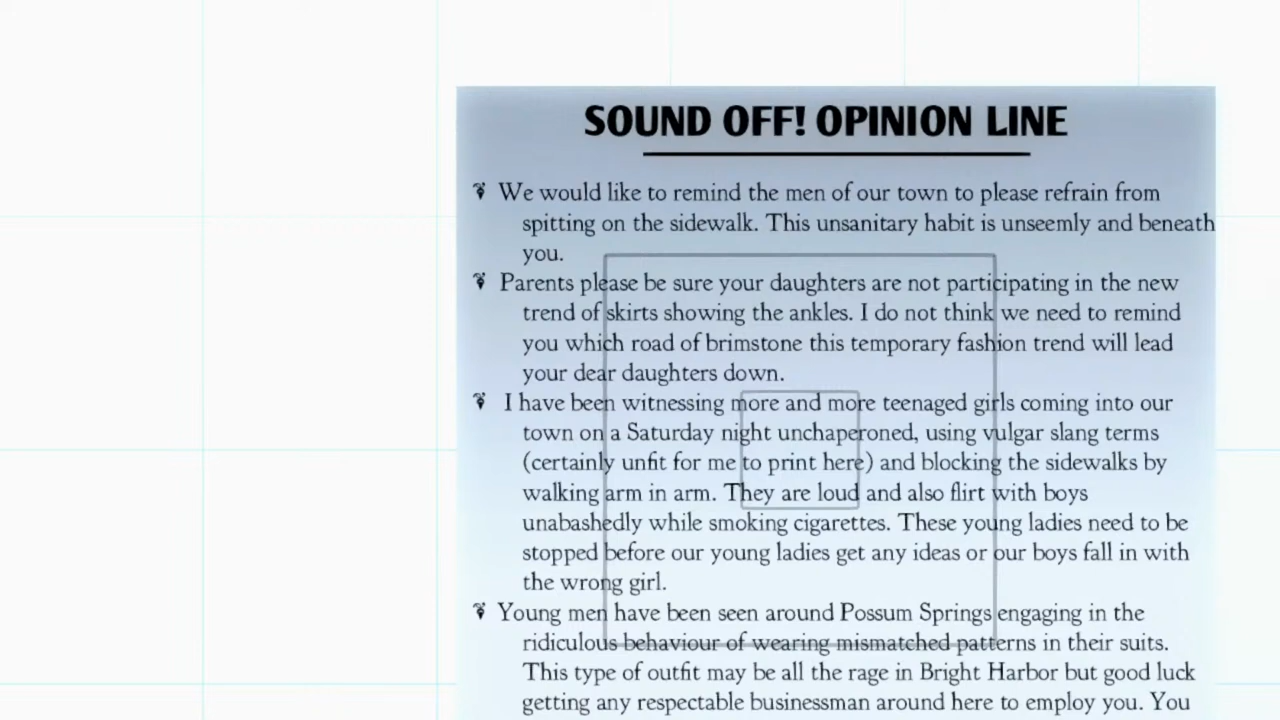 SOUND OFF! OPINION LINE
We would like to remind the men of our town to please refrain from
spitting on the sidewalk. This unsanitary habit is unseemly and beneath
you.
Parents please be sure your daughters are not participating in the new
trend of skirts showing the ankles. I do not think we need to remind
you which road of brimstone this temporary fashion trend will lead
your dear daughters down.
I have been witnessing more and more teenaged girls coming into our
town on a Saturday night unchaperoned, using vulgar slang terms
(certainly unfit for me to print here) and blocking the sidewalks by
walking arm in arm. They are loud and also flirt with boys
unabashedly while smoking cigarettes. These young ladies need to be
stopped before our young ladies get any ideas or our boys fall in with
the wrong girl.
Young men have been seen around Possum Springs engaging in the
ridiculous behaviour of wearing mismatched patterns in their suits.
This type of outfit may be all the rage in Bright Harbor but good luck
getting any respectable businessman around here to employ you. You